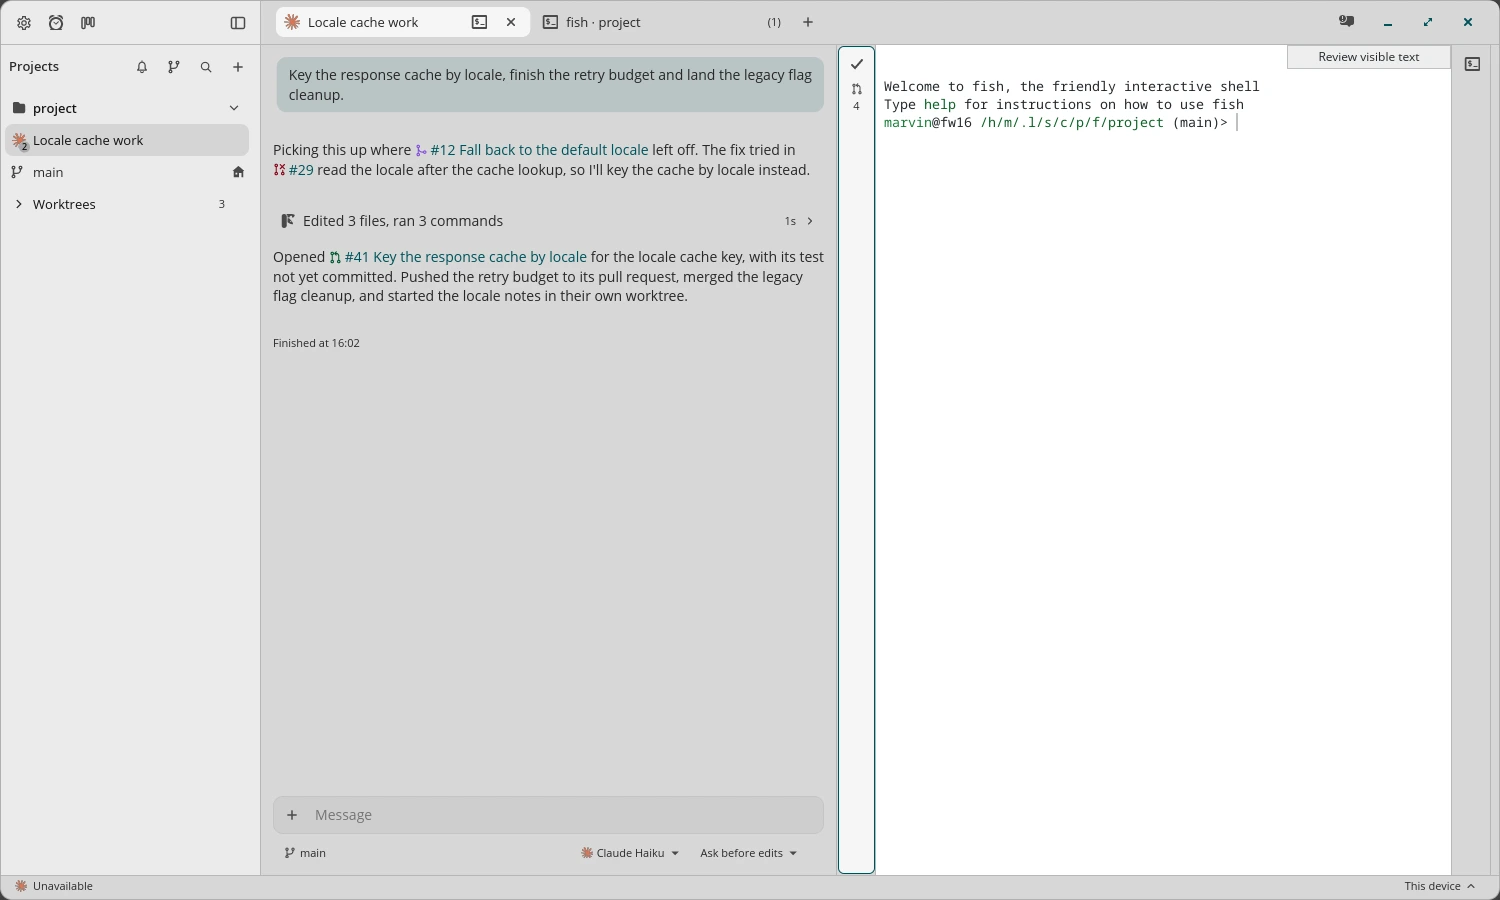 Locale cache work
fish · project
(1)
Projects
project
Locale cache work
2
main
Worktrees
3
Key the response cache by locale, finish the retry budget and land the legacy flag
cleanup.
Picking this up where #12 Fall back to the default locale left off. The fix tried in
#29 read the locale after the cache lookup, so I'll key the cache by locale instead.
Edited 3 files, ran 3 commands
1s
Opened #41 Key the response cache by locale for the locale cache key, with its test
not yet committed. Pushed the retry budget to its pull request, merged the legacy
flag cleanup, and started the locale notes in their own worktree.
Finished at 16:02
Message
main
Claude Haiku
Ask before edits
4
Review visible text
Welcome to fish, the friendly interactive shell
Type help for instructions on how to use fish
marvin@fw16 /h/m/.l/s/c/p/f/project (main)>
Unavailable
This device